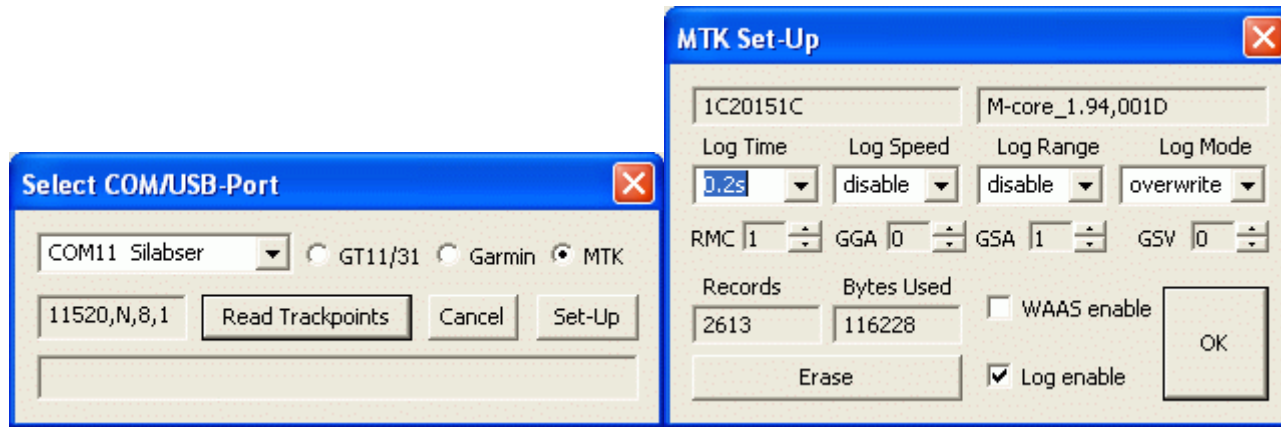 Select COM/USB-Port
COM11 Silabser GT11/31 Garmin MTK
11520,N,8,1 Read Trackpoints Cancel Set-Up
MTK Set-Up
1C20151C M-core_1.94,001D
Log Time Log Speed Log Range Log Mode
0.2s disable disable overwrite
RMC 1 GGA 0 GSA 1 GSV 0
Records Bytes Used
WAAS enable
2613 116228
OK
Erase Log enable